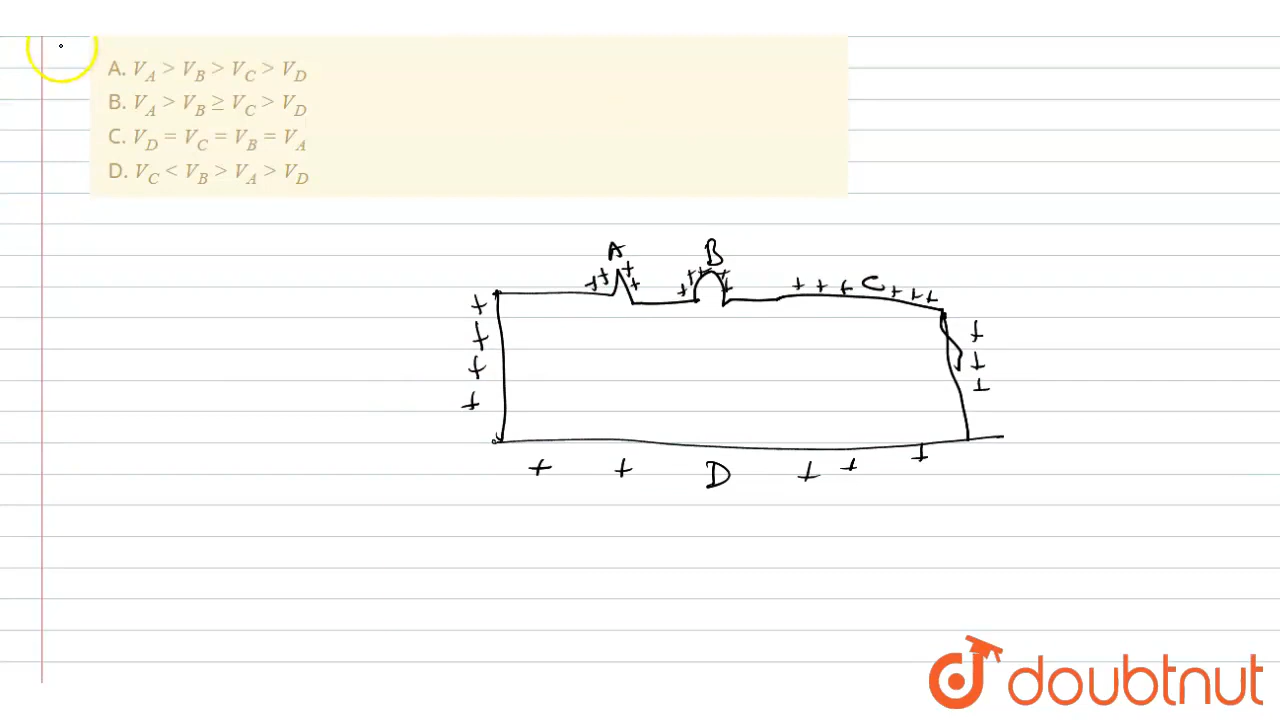 A. V_A > V_B > V_C > V_D
B. V_A > V_B ≥ V_C > V_D
C. V_D = V_C = V_B = V_A
D. V_C < V_B > V_A > V_D
A B
+ + + + + + + + + + + + C + + +
+ + + + + + +
+ + D + + +
doubtnut